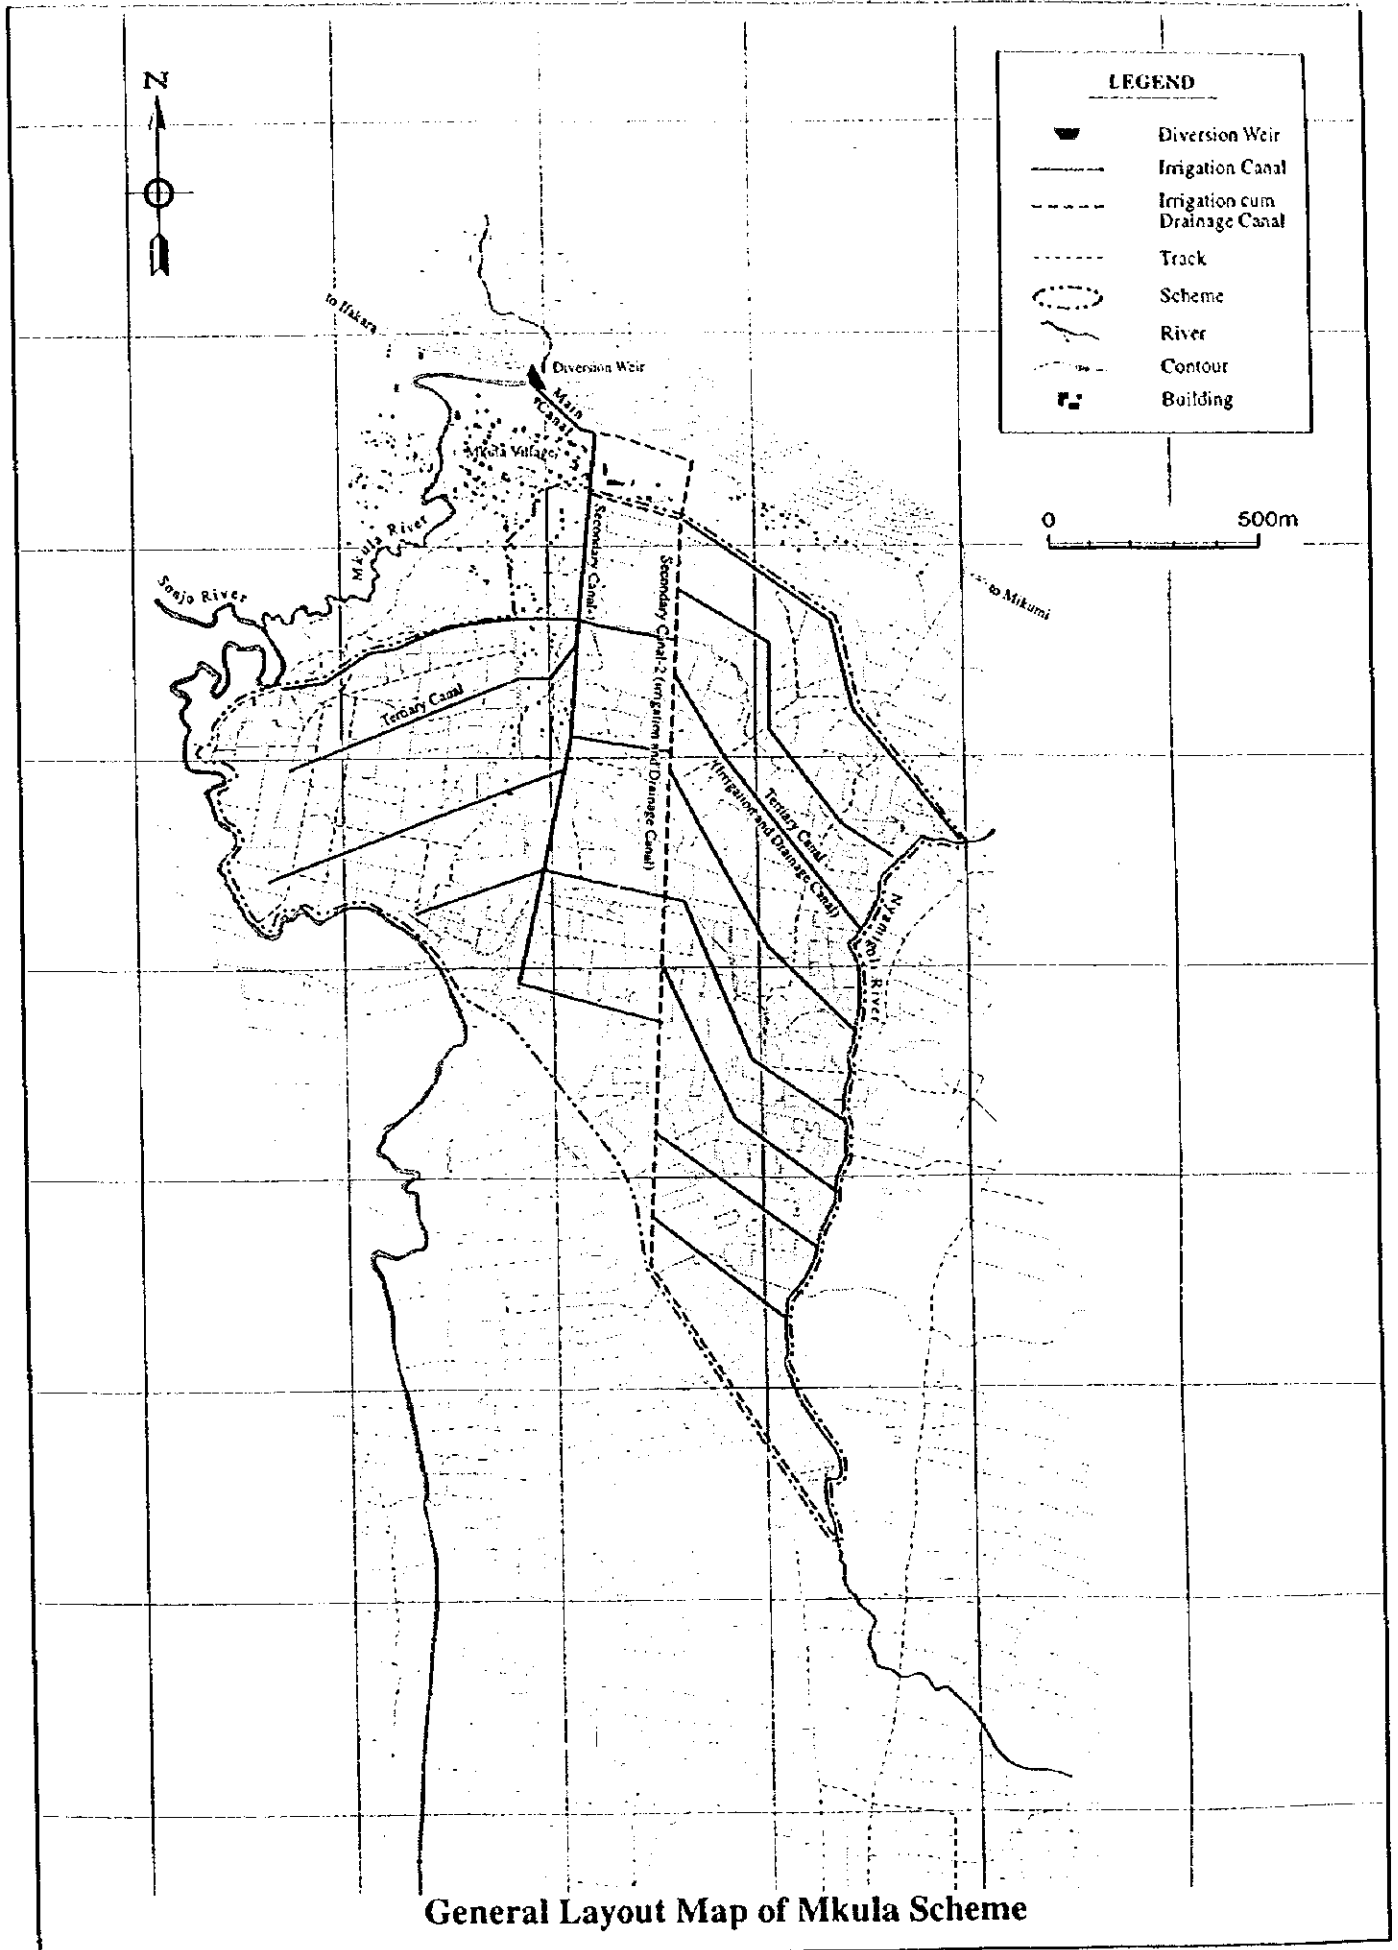 N
LEGEND
Diversion Weir
Irrigation Canal
Irrigation cum
Drainage Canal
Track
Scheme
River
Contour
Building
0 500m
to Ifakara
Diversion Weir
Main
Canal
Mkula Village
Mkula River
Sonjo River
Secondary Canal-1
Secondary Canal-2 (Irrigation and Drainage Canal)
to Mikumi
Tertiary Canal
Tertiary Canal
(Irrigation and Drainage Canal)
River
General Layout Map of Mkula Scheme